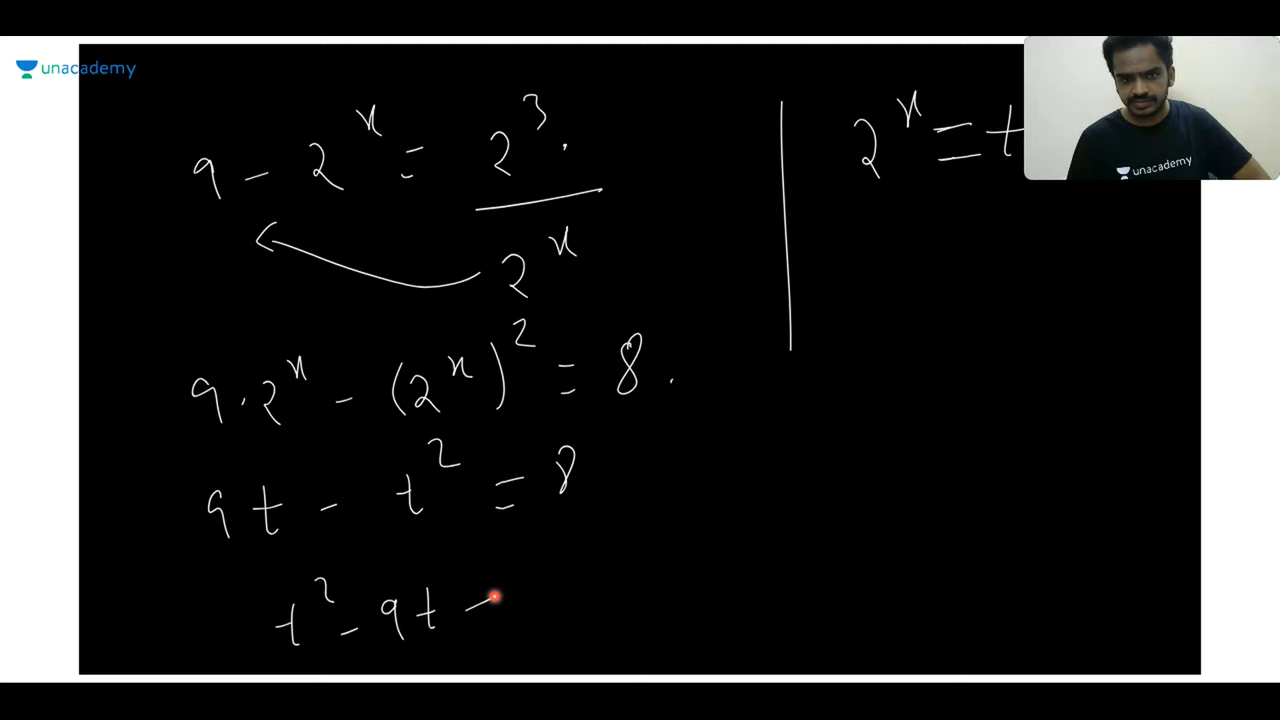 unacademy
9 - 2^x = 2^3 .
2^x
9 . 2^x - (2^x)^2 = 8 .
9t - t^2 = 8
t^2 - 9t -
2^x = t
unacademy